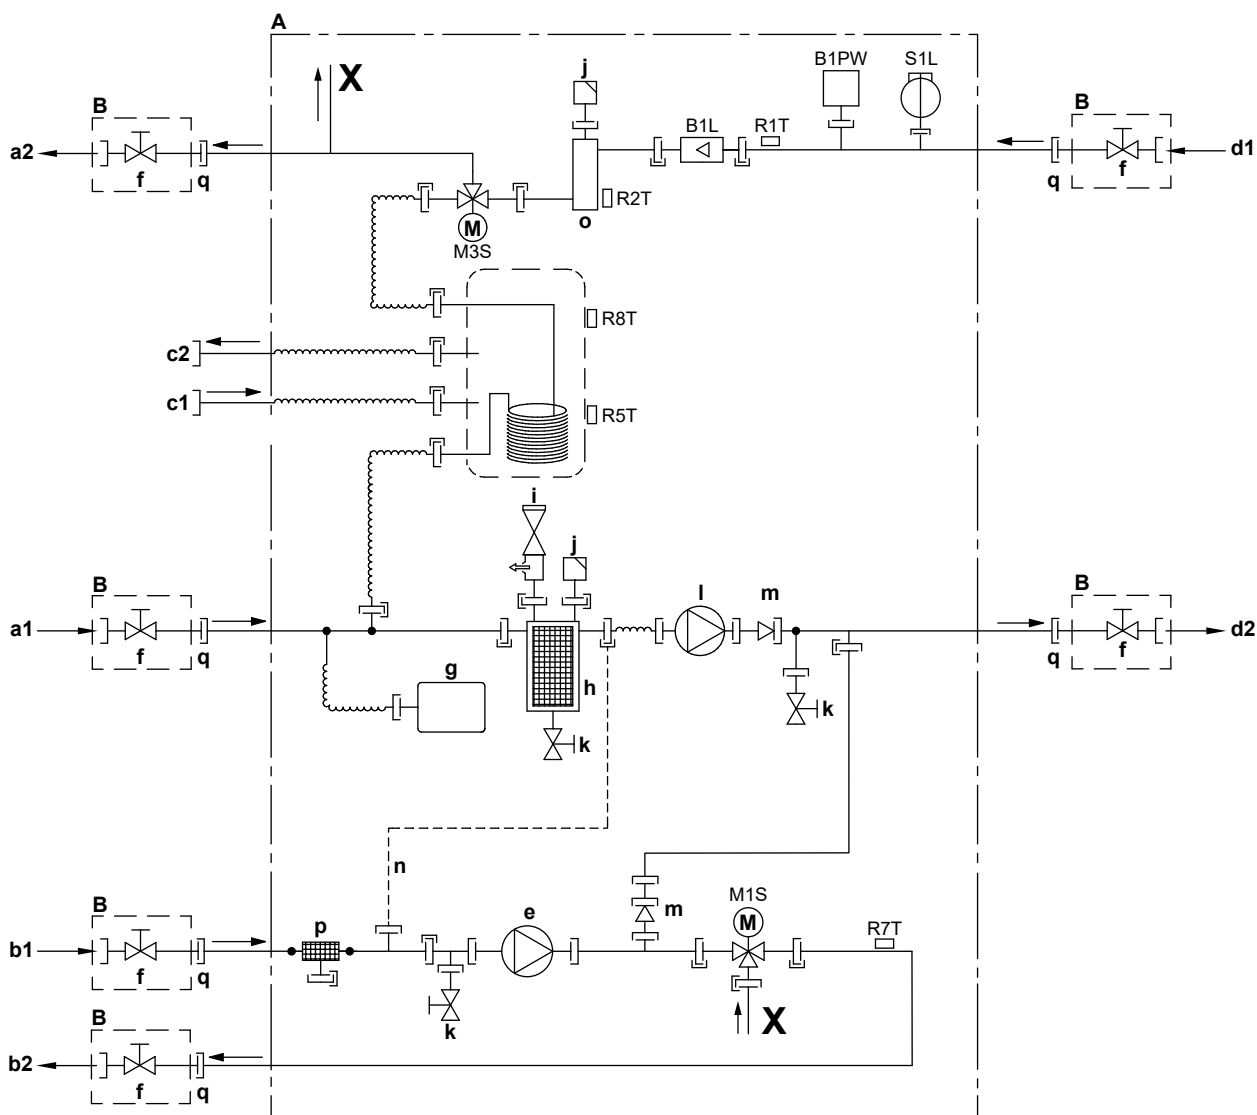 A
X
j
B1PW
S1L
B
B
B1L
R1T
a2
d1
f
q
q
f
R2T
M
o
M3S
R8T
c2
c1
R5T
i
j
B
l
m
B
a1
d2
f
q
q
f
g
h
k
k
n
M1S
B
p
e
m
M
R7T
b1
f
q
X
k
B
b2
f
q